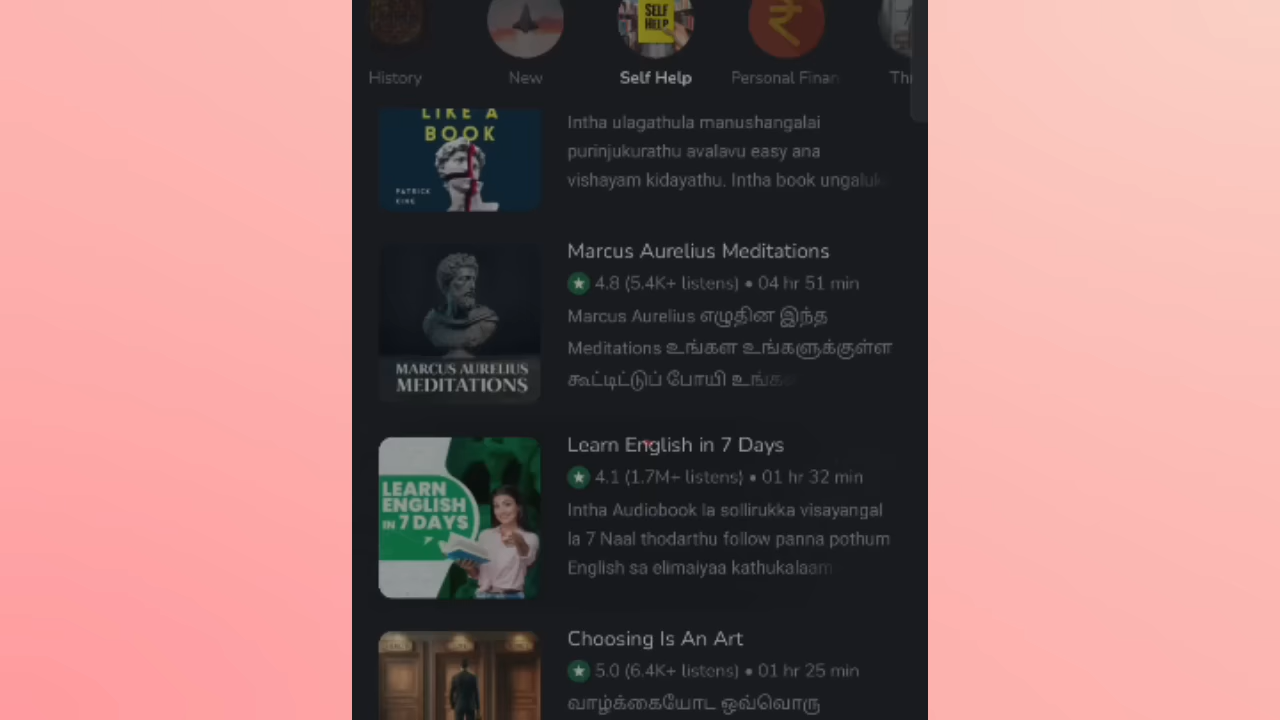 SELF
HELP
History
New
Self Help
Personal Finan
LIKE A
BOOK
PATRICK
KING
Intha ulagathula manushangalai
purinjukurathu avalavu easy ana
vishayam kidayathu. Intha book ungaluk
Marcus Aurelius Meditations
4.8 (5.4K+ listens) • 04 hr 51 min
Marcus Aurelius எழுதின இந்த
Meditations உங்கள உங்களுக்குள்ள
கூட்டிட்டுப் போயி உங்க
MARCUS AURELIUS
MEDITATIONS
Learn English in 7 Days
4.1 (1.7M+ listens) • 01 hr 32 min
Intha Audiobook la sollirukka visayangal
la 7 Naal thodarthu follow panna pothum
English sa elimaiyaa kathukalaam
LEARN
ENGLISH
IN 7 DAYS
Choosing Is An Art
5.0 (6.4K+ listens) • 01 hr 25 min
வாழ்க்கையோட ஒவ்வொரு